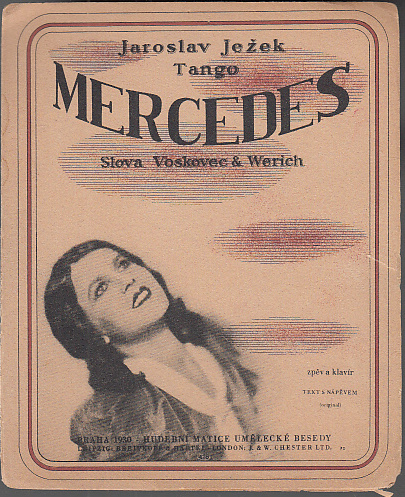 Jaroslav Ježek
Tango
MERCEDES
Slova Voskovec & Werich
zpěv a klavír
TEXT S NÁPĚVEM
(original)
PRAHA 1930 - HUDEBNÍ MATICE UMĚLECKÉ BESEDY
LEIPZIG: BREITKOPF & HÄRTEL - LONDON: J. & W. CHESTER LTD.